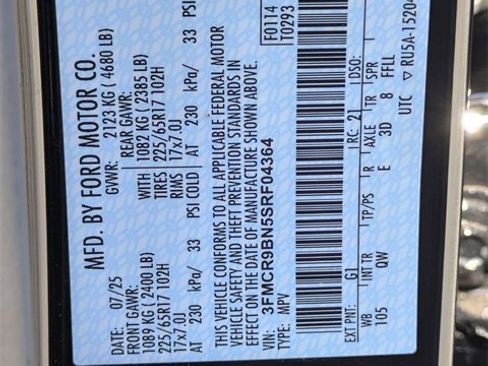 MFD. BY FORD MOTOR CO.
DATE: 07/25 GVWR: 2123 KG ( 4680 LB)
FRONT GAWR: REAR GAWR:
1089 KG ( 2400 LB) WITH 1082 KG ( 2385 LB)
225/65R17 102H TIRES 225/65R17 102H
17x7.0J RIMS 17x7.0J
AT 230 kPa/ 33 PSI COLD AT 230 kPa/ 33 PSI
THIS VEHICLE CONFORMS TO ALL APPLICABLE FEDERAL MOTOR
VEHICLE SAFETY AND THEFT PREVENTION STANDARDS IN
EFFECT ON THE DATE OF MANUFACTURE SHOWN ABOVE.
VIN: 3FMCR9BN5SRF04364
TYPE: MPV
F0114
T0293
EXT PNT: G1 RC: 21 DSO:
WB INT TR TP/PS R AXLE TR SPR
105 QW E 3D 8 FFLL
UTC ▽ RU5A-15204